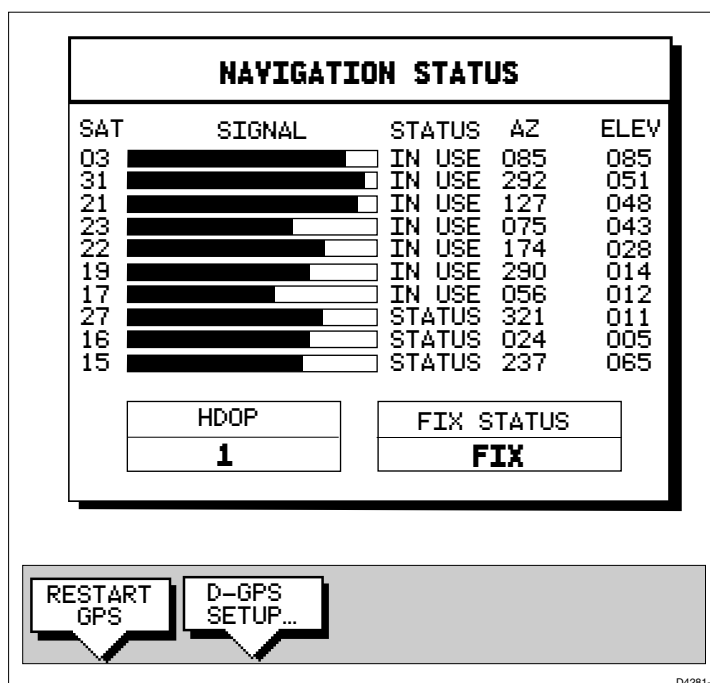 NAVIGATION STATUS
SAT SIGNAL STATUS AZ ELEV
03 IN USE 085 085
31 IN USE 292 051
21 IN USE 127 048
23 IN USE 075 043
22 IN USE 174 028
19 IN USE 290 014
17 IN USE 056 012
27 STATUS 321 011
16 STATUS 024 005
15 STATUS 237 065
HDOP FIX STATUS
1 FIX
RESTART D-GPS
GPS SETUP...
D4281-